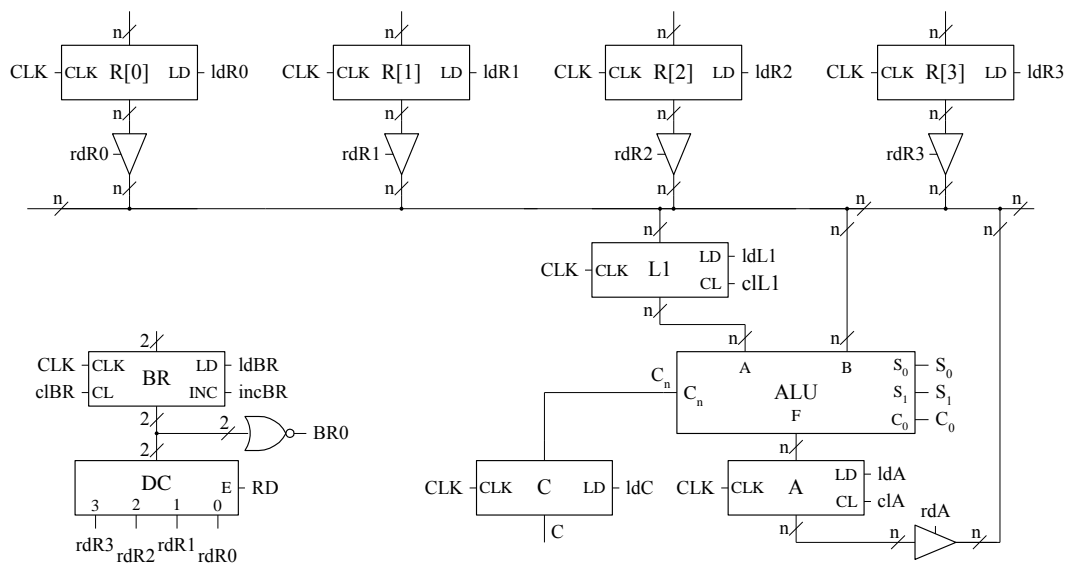 n n n n
CLK CLK R[0] LD ldR0 CLK CLK R[1] LD ldR1 CLK CLK R[2] LD ldR2 CLK CLK R[3] LD ldR3
n n n n
rdR0 rdR1 rdR2 rdR3
n n n n
n n n
n n n
CLK CLK L1 LD ldL1
CL clL1
n
2 n n
CLK CLK BR LD ldBR
clBR CL INC incBR
Cn Cn A B ALU F S0 S0
S1 S1
C0 C0
2 2 BR0
2 n
DC E RD
3 2 1 0
rdR3 rdR2 rdR1 rdR0
CLK CLK C LD ldC
C
CLK CLK A LD ldA
CL clA
rdA
n n n